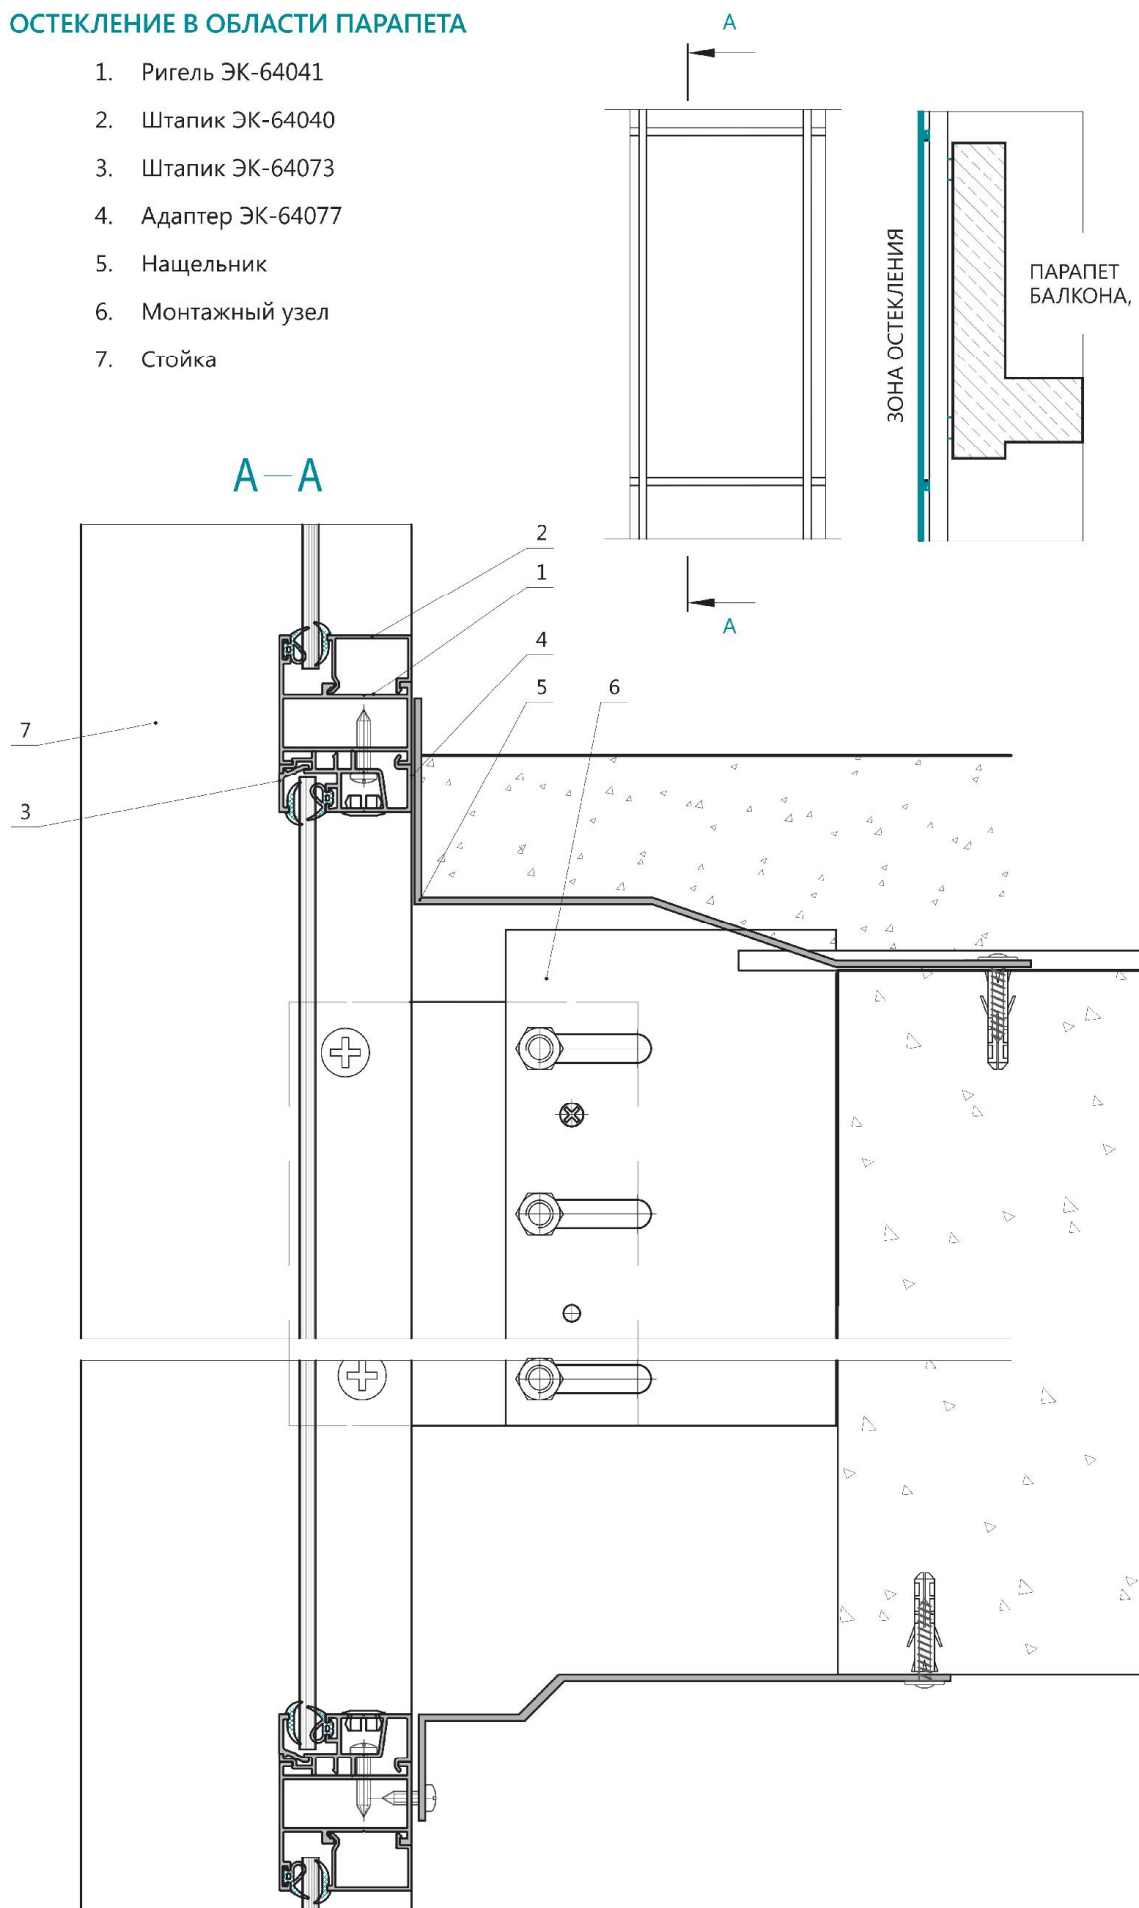 ОСТЕКЛЕНИЕ В ОБЛАСТИ ПАРАПЕТА
1. Ригель ЭК-64041
2. Штапик ЭК-64040
3. Штапик ЭК-64073
4. Адаптер ЭК-64077
5. Нащельник
6. Монтажный узел
7. Стойка
А
А
ЗОНА ОСТЕКЛЕНИЯ
ПАРАПЕТ
БАЛКОНА,
А—А
2
1
4
5
6
7
3